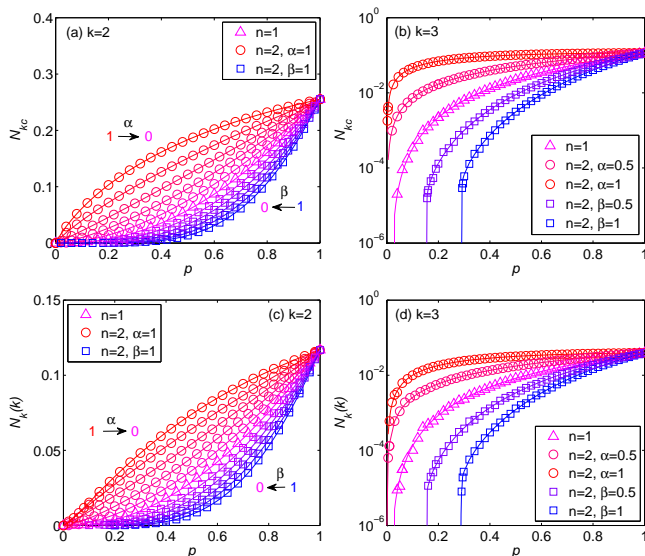 (a) k=2
n=1
n=2, α=1
n=2, β=1
0.4
0.3
0.2
0.1
0
N_kc
α
1 → 0
β
0 ← 1
0 0.2 0.4 0.6 0.8 1
p
(b) k=3
10^0
10^-2
10^-4
10^-6
N_kc
n=1
n=2, α=0.5
n=2, α=1
n=2, β=0.5
n=2, β=1
0 0.2 0.4 0.6 0.8 1
p
(c) k=2
n=1
n=2, α=1
n=2, β=1
0.15
0.1
0.05
0
N_k(k)
α
1 → 0
β
0 ← 1
0 0.2 0.4 0.6 0.8 1
p
(d) k=3
10^0
10^-2
10^-4
10^-6
N_k(k)
n=1
n=2, α=0.5
n=2, α=1
n=2, β=0.5
n=2, β=1
0 0.2 0.4 0.6 0.8 1
p